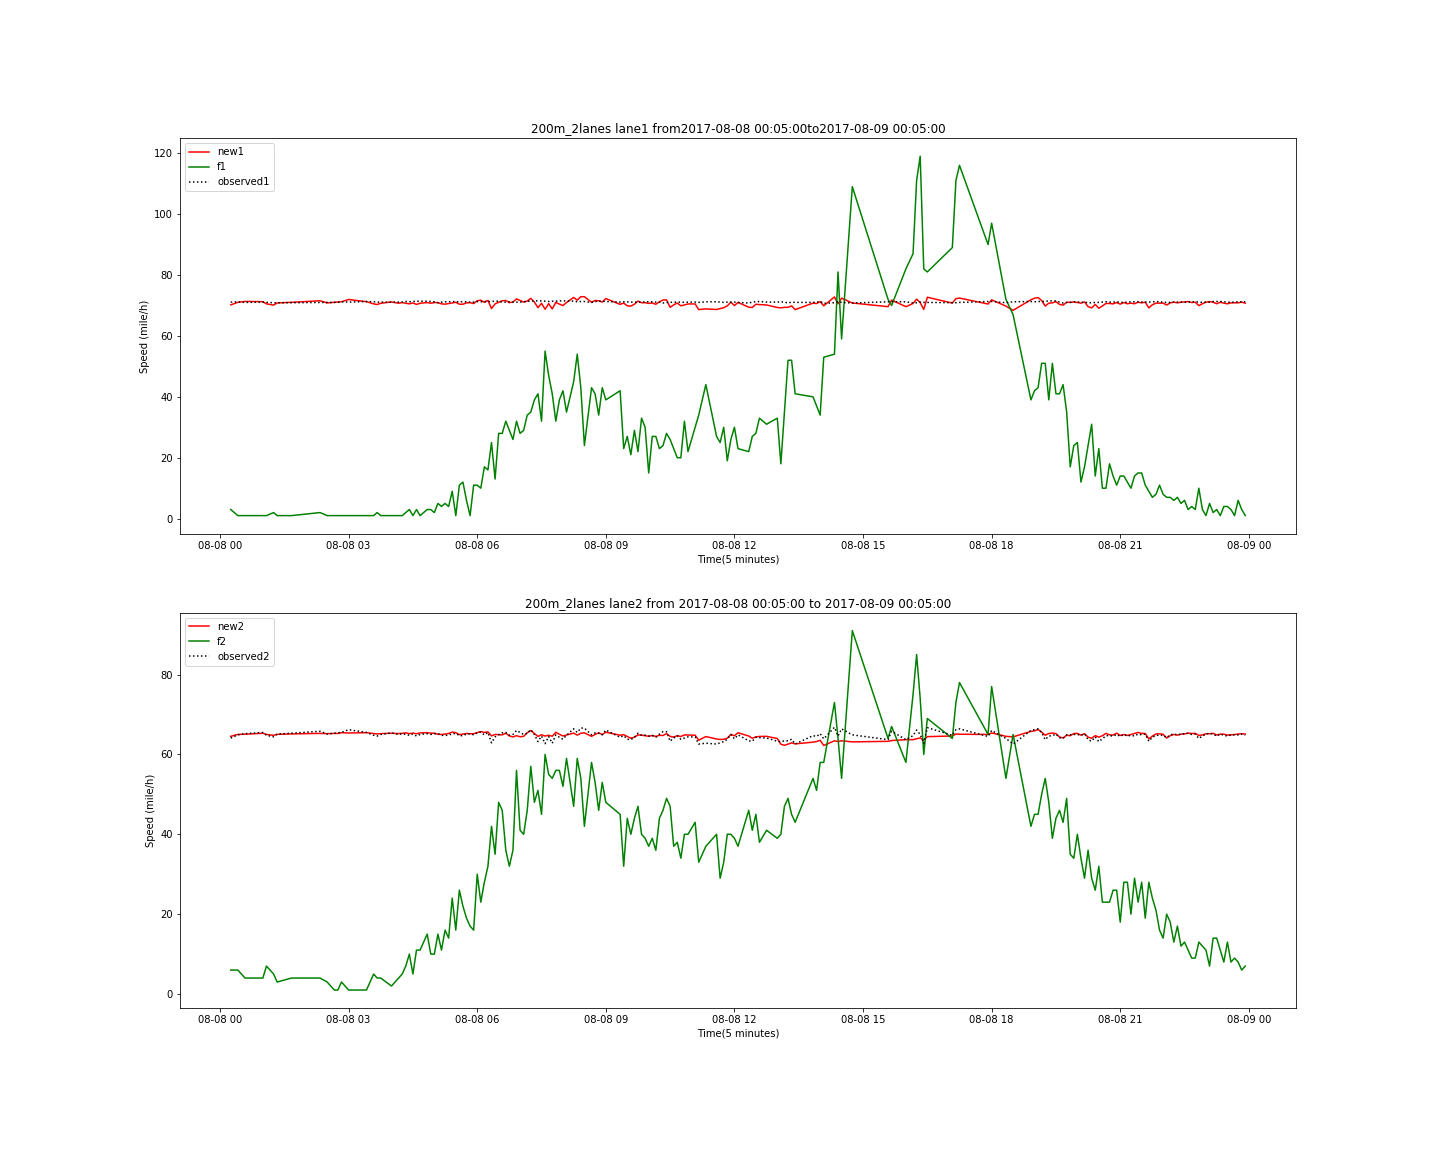 200m_2lanes lane1 from2017-08-08 00:05:00to2017-08-09 00:05:00
new1
f1
observed1
120
100
80
60
40
20
0
Speed (mile/h)
08-08 00 08-08 03 08-08 06 08-08 09 08-08 12 08-08 15 08-08 18 08-08 21 08-09 00
Time(5 minutes)
200m_2lanes lane2 from 2017-08-08 00:05:00 to 2017-08-09 00:05:00
new2
f2
observed2
80
60
40
20
0
Speed (mile/h)
08-08 00 08-08 03 08-08 06 08-08 09 08-08 12 08-08 15 08-08 18 08-08 21 08-09 00
Time(5 minutes)